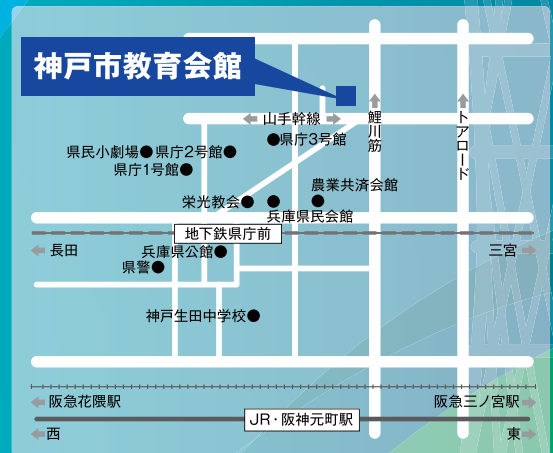 神戸市教育会館
山手幹線
鯉川筋
トアロード
県庁3号館
県民小劇場
県庁2号館
県庁1号館
農業共済会館
栄光教会
兵庫県民会館
地下鉄県庁前
長田
三宮
兵庫県公館
県警
神戸生田中学校
阪急花隈駅
阪急三ノ宮駅
JR・阪神元町駅
西
東